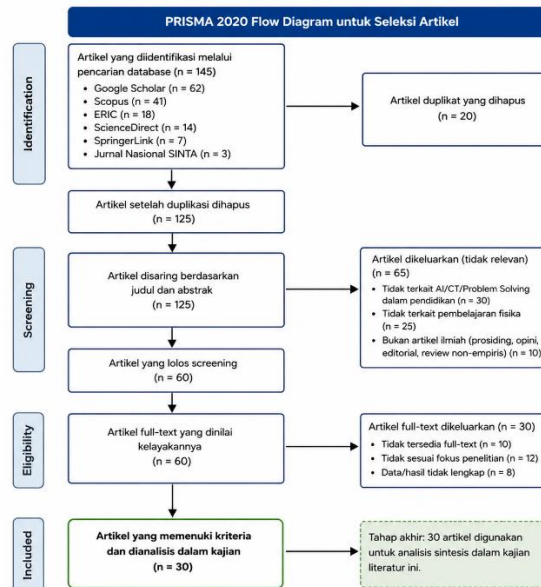 PRISMA 2020 Flow Diagram untuk Seleksi Artikel
Identification
Artikel yang diidentifikasi melalui
pencarian database (n = 145)
• Google Scholar (n = 62)
• Scopus (n = 41)
• ERIC (n = 18)
• ScienceDirect (n = 14)
• SpringerLink (n = 7)
• Jurnal Nasional SINTA (n = 3)
Artikel duplikat yang dihapus
(n = 20)
Artikel setelah duplikasi dihapus
(n = 125)
Screening
Artikel disaring berdasarkan
judul dan abstrak
(n = 125)
Artikel dikeluarkan (tidak relevan)
(n = 65)
• Tidak terkait AI/CT/Problem Solving
dalam pendidikan (n = 30)
• Tidak terkait pembelajaran fisika
(n = 25)
• Bukan artikel ilmiah (prosiding, opini,
editorial, review non-empiris) (n = 10)
Artikel yang lolos screening
(n = 60)
Eligibility
Artikel full-text yang dinilai
kelayakannya
(n = 60)
Artikel full-text dikeluarkan (n = 30)
• Tidak tersedia full-text (n = 10)
• Tidak sesuai fokus penelitian (n = 12)
• Data/hasil tidak lengkap (n = 8)
Included
Artikel yang memenuki kriteria
dan dianalisis dalam kajian
(n = 30)
Tahap akhir: 30 artikel digunakan
untuk analisis sintesis dalam kajian
literatur ini.